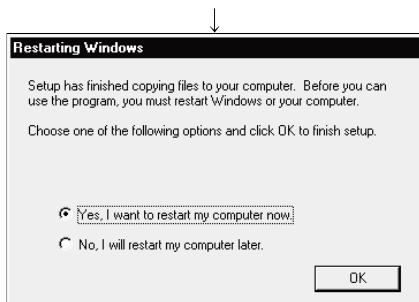 Restarting Windows
Setup has finished copying files to your computer. Before you can
use the program, you must restart Windows or your computer.
Choose one of the following options and click OK to finish setup.
Yes, I want to restart my computer now.
No, I will restart my computer later.
OK